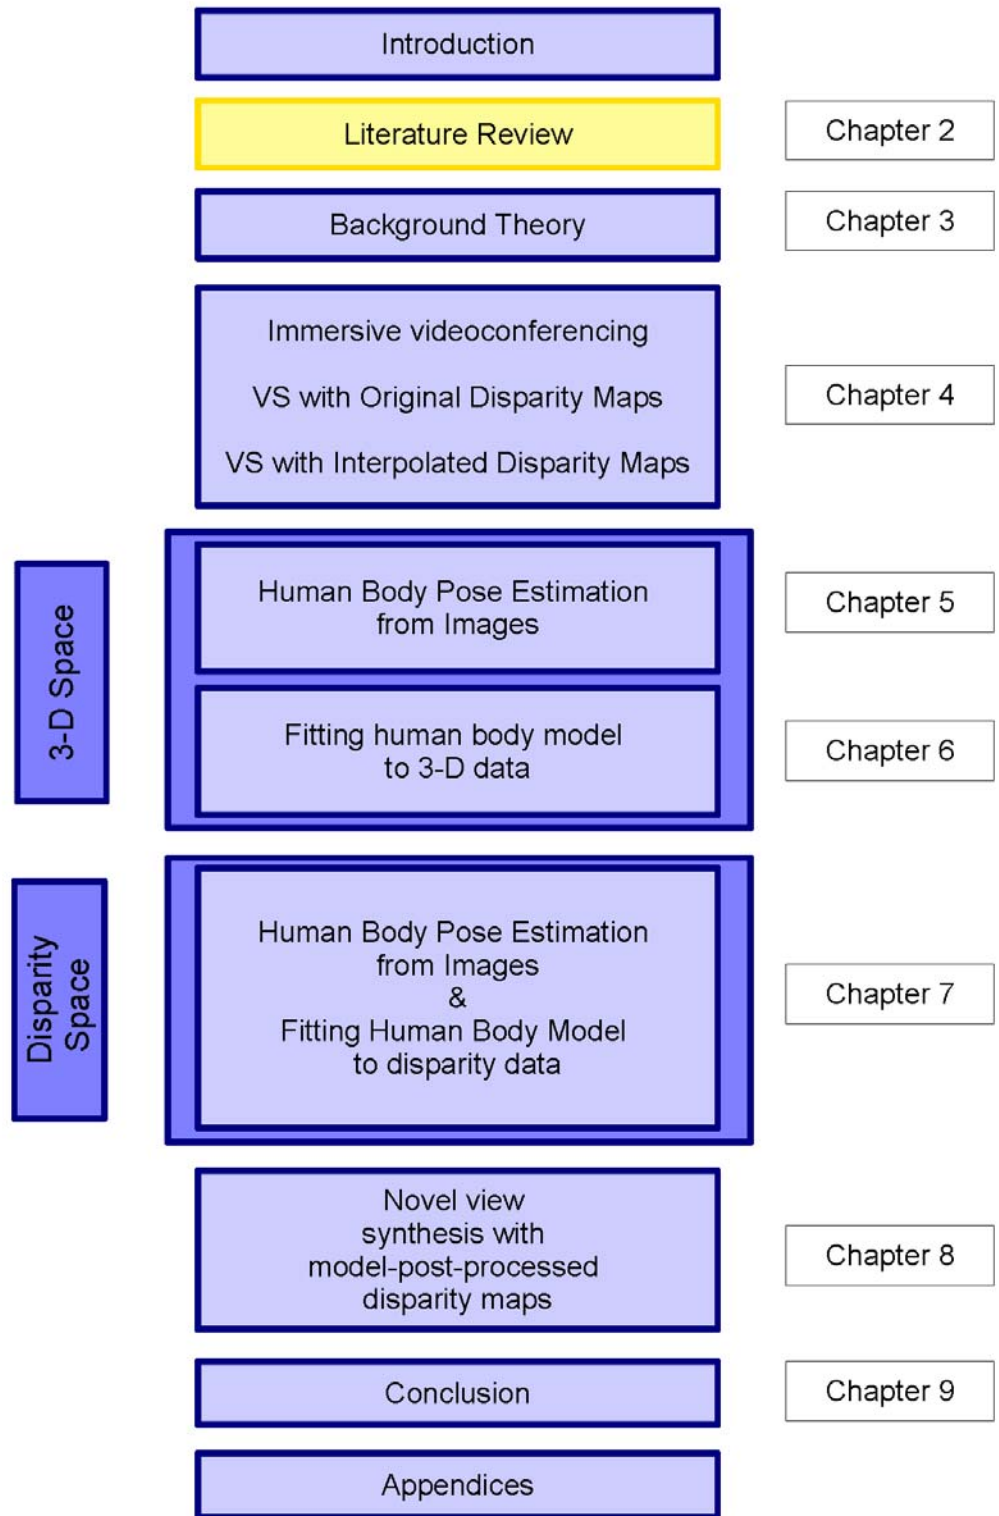 Introduction
Literature Review
Chapter 2
Background Theory
Chapter 3
Immersive videoconferencing
VS with Original Disparity Maps
VS with Interpolated Disparity Maps
Chapter 4
3-D Space
Human Body Pose Estimation
from Images
Chapter 5
Fitting human body model
to 3-D data
Chapter 6
Disparity
Space
Human Body Pose Estimation
from Images
&
Fitting Human Body Model
to disparity data
Chapter 7
Novel view
synthesis with
model-post-processed
disparity maps
Chapter 8
Conclusion
Chapter 9
Appendices